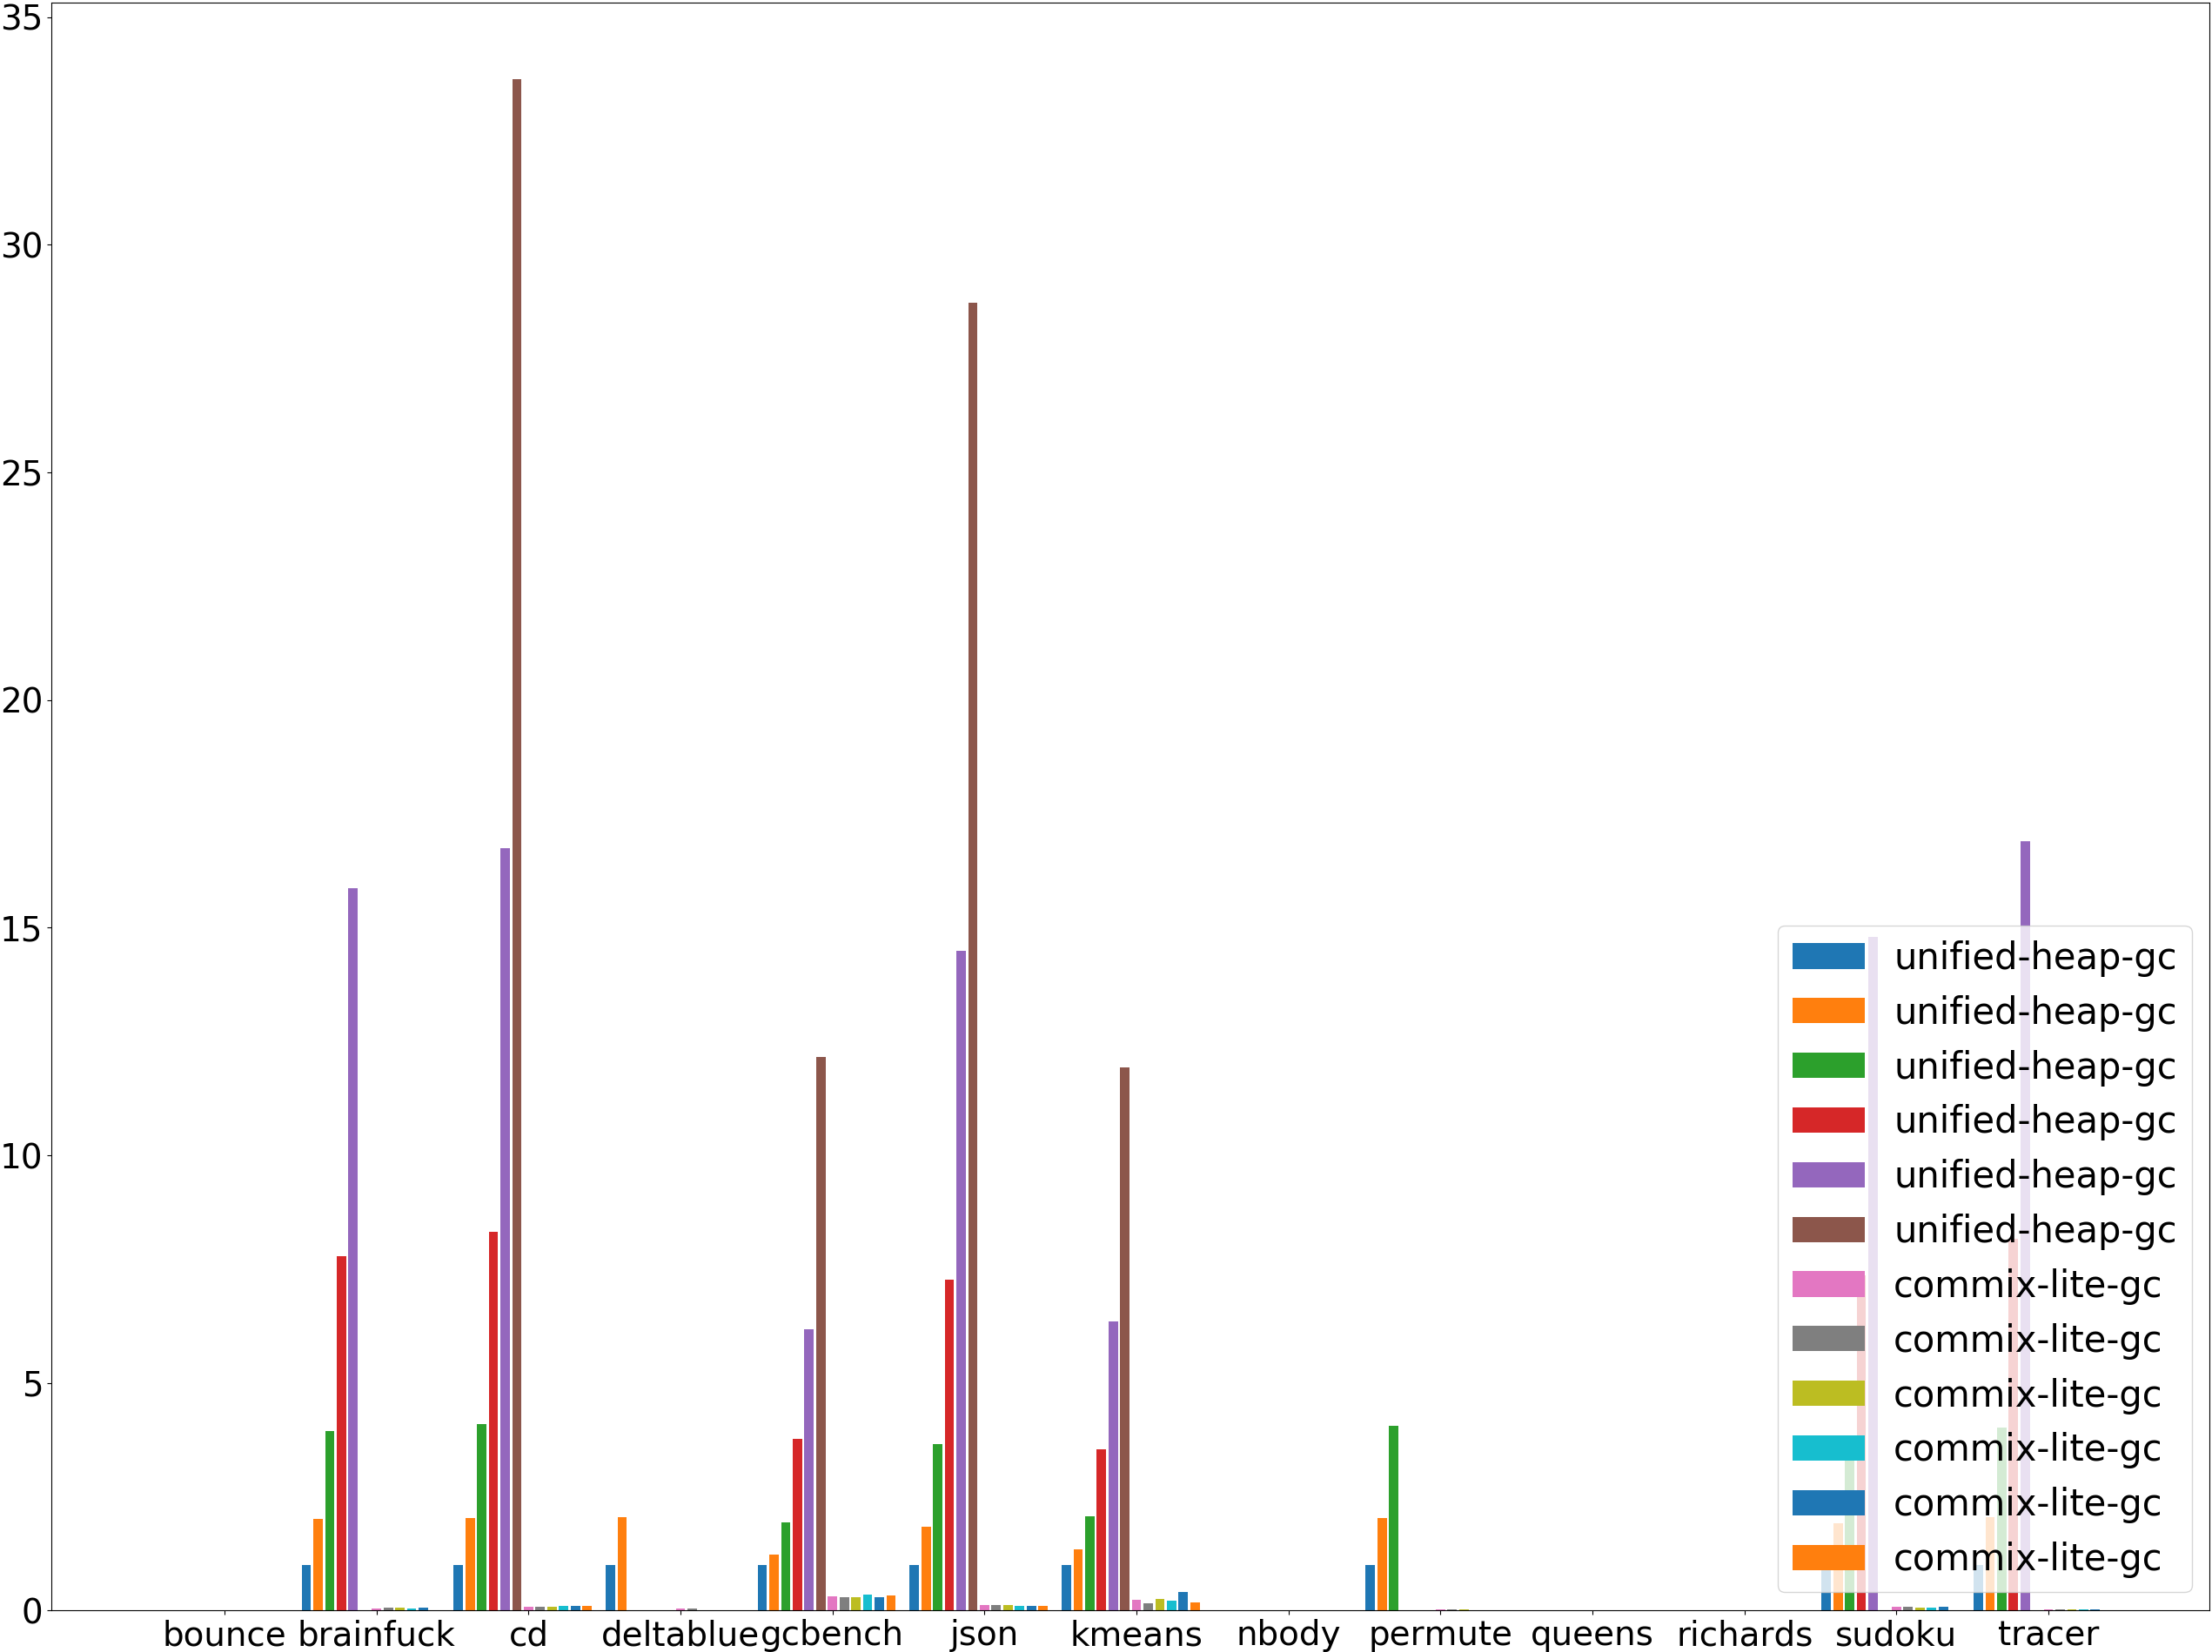 35
30
25
20
15
10
5
0
unified-heap-gc
unified-heap-gc
unified-heap-gc
unified-heap-gc
unified-heap-gc
unified-heap-gc
commix-lite-gc
commix-lite-gc
commix-lite-gc
commix-lite-gc
commix-lite-gc
commix-lite-gc
bounce brainfuck cd deltablue gcbench json kmeans nbody permute queens richards sudoku tracer